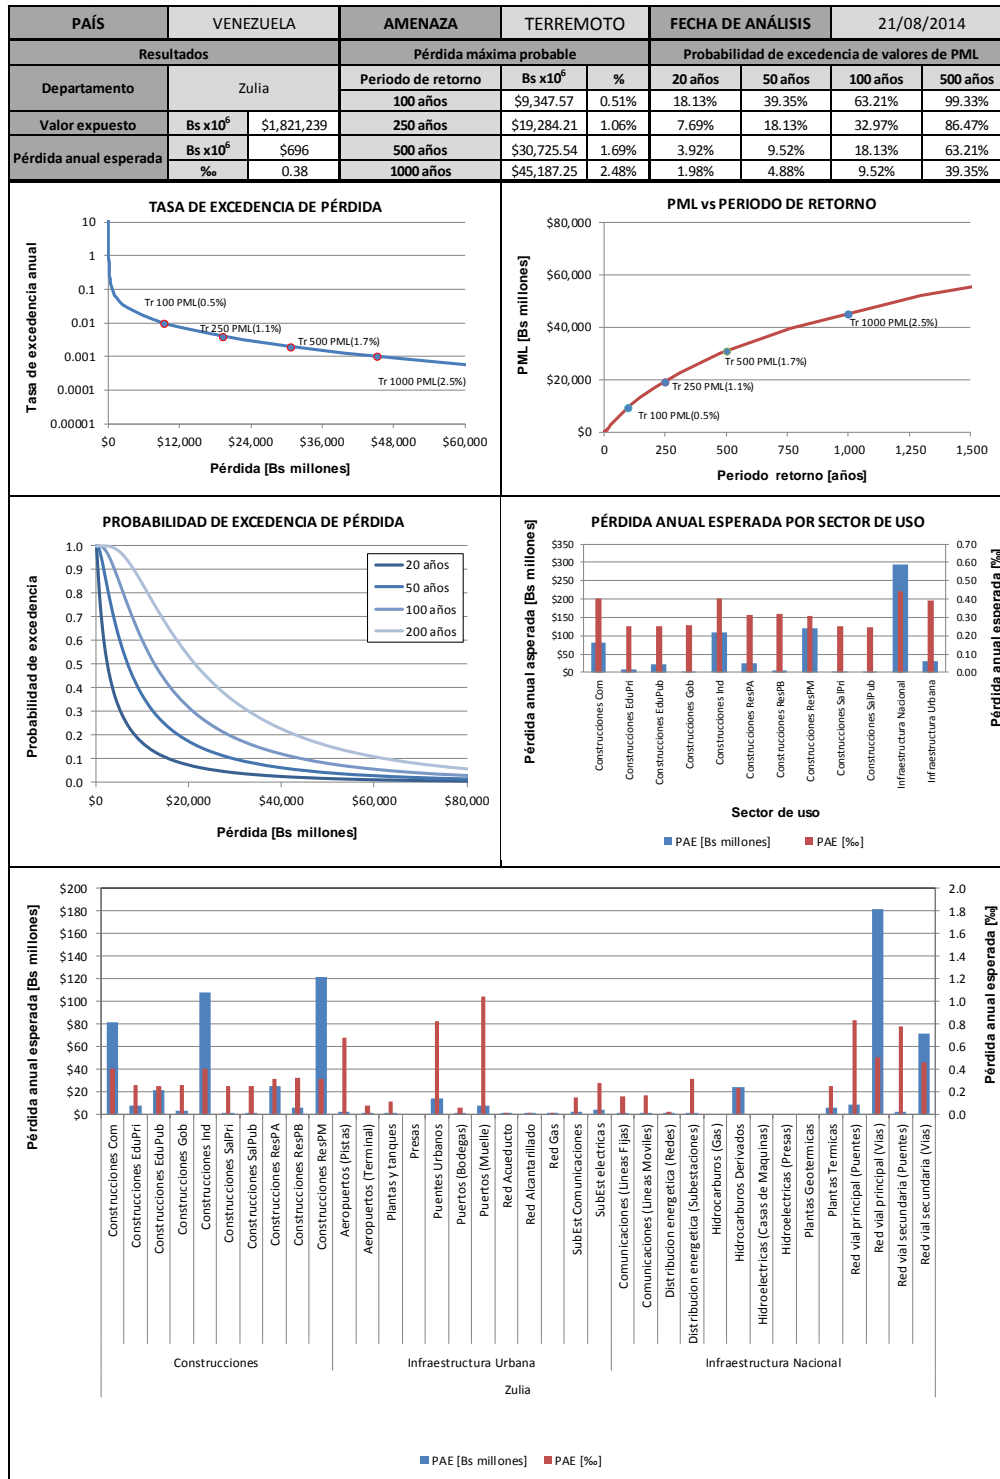 PAÍS VENEZUELA AMENAZA TERREMOTO FECHA DE ANÁLISIS 21/08/2014
Resultados Pérdida máxima probable Probabilidad de excedencia de valores de PML
Departamento Zulia Periodo de retorno Bs x10⁶ % 20 años 50 años 100 años 500 años
100 años $9,347.57 0.51% 18.13% 39.35% 63.21% 99.33%
Valor expuesto Bs x10⁶ $1,821,239 250 años $19,284.21 1.06% 7.69% 18.13% 32.97% 86.47%
Pérdida anual esperada Bs x10⁶ $696 500 años $30,725.54 1.69% 3.92% 9.52% 18.13% 63.21%
‰ 0.38 1000 años $45,187.25 2.48% 1.98% 4.88% 9.52% 39.35%
TASA DE EXCEDENCIA DE PÉRDIDA
Tasa de excedencia anual
10
1
0.1
0.01
0.001
0.0001
0.00001
Tr 100 PML(0.5%)
Tr 250 PML(1.1%)
Tr 500 PML(1.7%)
Tr 1000 PML(2.5%)
$0 $12,000 $24,000 $36,000 $48,000 $60,000
Pérdida [Bs millones]
PML vs PERIODO DE RETORNO
PML [Bs millones]
$80,000
$60,000
$40,000
$20,000
$0
Tr 1000 PML(2.5%)
Tr 500 PML(1.7%)
Tr 250 PML(1.1%)
Tr 100 PML(0.5%)
0 250 500 750 1,000 1,250 1,500
Periodo retorno [años]
PROBABILIDAD DE EXCEDENCIA DE PÉRDIDA
Probabilidad de excedencia
1.0
0.9
0.8
0.7
0.6
0.5
0.4
0.3
0.2
0.1
0.0
20 años
50 años
100 años
200 años
$0 $20,000 $40,000 $60,000 $80,000
Pérdida [Bs millones]
PÉRDIDA ANUAL ESPERADA POR SECTOR DE USO
Pérdida anual asperada [Bs millones]
$350
$300
$250
$200
$150
$100
$50
$0
0.70
0.60
0.50
0.40
0.30
0.20
0.10
0.00
Pérdida anual esperada [‰]
Construcciones Com
Construcciones EduPri
Construcciones EduPub
Construcciones Gob
Construcciones Ind
Construcciones ResPA
Construcciones ResPB
Construcciones ResPM
Construcciones SalPri
Construcciones SalPub
Infraestructura Nacional
Infraestructura Urbana
Sector de uso
PAE [Bs millones] PAE [‰]
Pérdida anual esperada [Bs millones]
$200
$180
$160
$140
$120
$100
$80
$60
$40
$20
$0
2.0
1.8
1.6
1.4
1.2
1.0
0.8
0.6
0.4
0.2
0.0
Pérdida anual esperada [‰]
Construcciones Com
Construcciones EduPri
Construcciones EduPub
Construcciones Gob
Construcciones Ind
Construcciones SalPri
Construcciones SalPub
Construcciones ResPA
Construcciones ResPB
Construcciones ResPM
Aeropuertos (Pistas)
Aeropuertos (Terminal)
Plantas y tanques
Presas
Puentes Urbanos
Puertos (Bodegas)
Puertos (Muelle)
Red Acueducto
Red Alcantarillado
Red Gas
SubEst Comunicaciones
SubEst electricas
Comunicaciones (Lineas Fijas)
Comunicaciones (Lineas Moviles)
Distribucion energetica (Redes)
Distribucion energetica (Subestaciones)
Hidrocarburos (Gas)
Hidrocarburos Derivados
Hidroelectricas (Casas de Maquinas)
Hidroelectricas (Presas)
Plantas Geotermicas
Plantas Termicas
Red vial principal (Puentes)
Red vial principal (Vias)
Red vial secundaria (Puentes)
Red vial secundaria (Vias)
Construcciones Infraestructura Urbana Infraestructura Nacional
Zulia
PAE [Bs millones] PAE [‰]